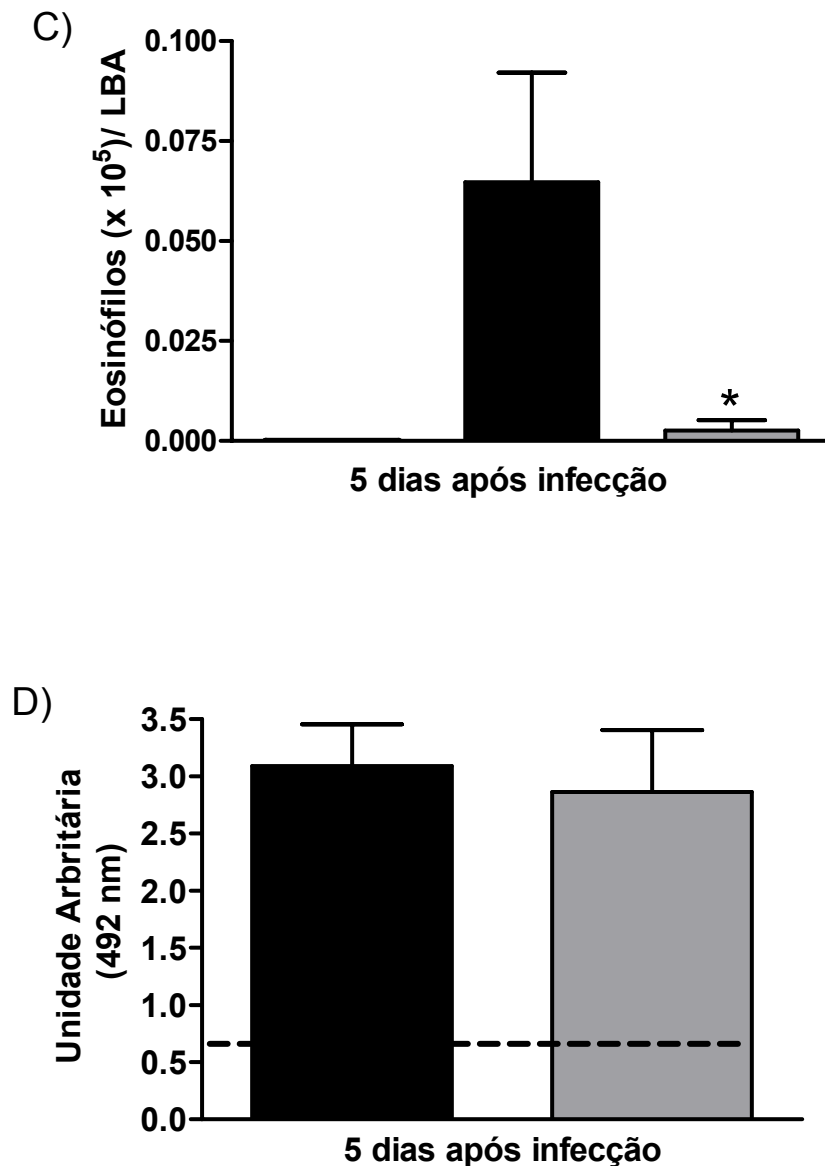 C)
Eosinófilos (x 10⁵)/ LBA
0.100
0.075
0.050
0.025
0.000
*
5 dias após infecção
D)
Unidade Arbritária
(492 nm)
3.5
3.0
2.5
2.0
1.5
1.0
0.5
0.0
5 dias após infecção